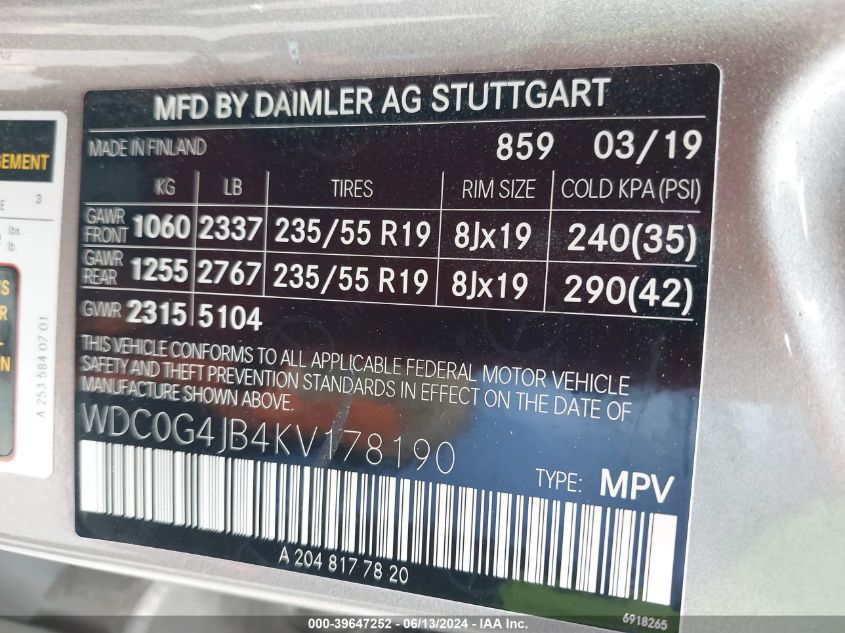 MFD BY DAIMLER AG STUTTGART
MADE IN FINLAND 859 03/19
KG LB TIRES RIM SIZE COLD KPA (PSI)
GAWR FRONT 1060 2337 235/55 R19 8Jx19 240(35)
GAWR REAR 1255 2767 235/55 R19 8Jx19 290(42)
GVWR 2315 5104
THIS VEHICLE CONFORMS TO ALL APPLICABLE FEDERAL MOTOR VEHICLE
SAFETY AND THEFT PREVENTION STANDARDS IN EFFECT ON THE DATE OF
MANUFACTURE SHOWN ABOVE.
WDC0G4JB4KV178190
TYPE: MPV
A 204 817 78 20
6918265
3
lbs.
lb.
A 253 584 07 01
000-39647252 - 06/13/2024 - IAA, Inc.